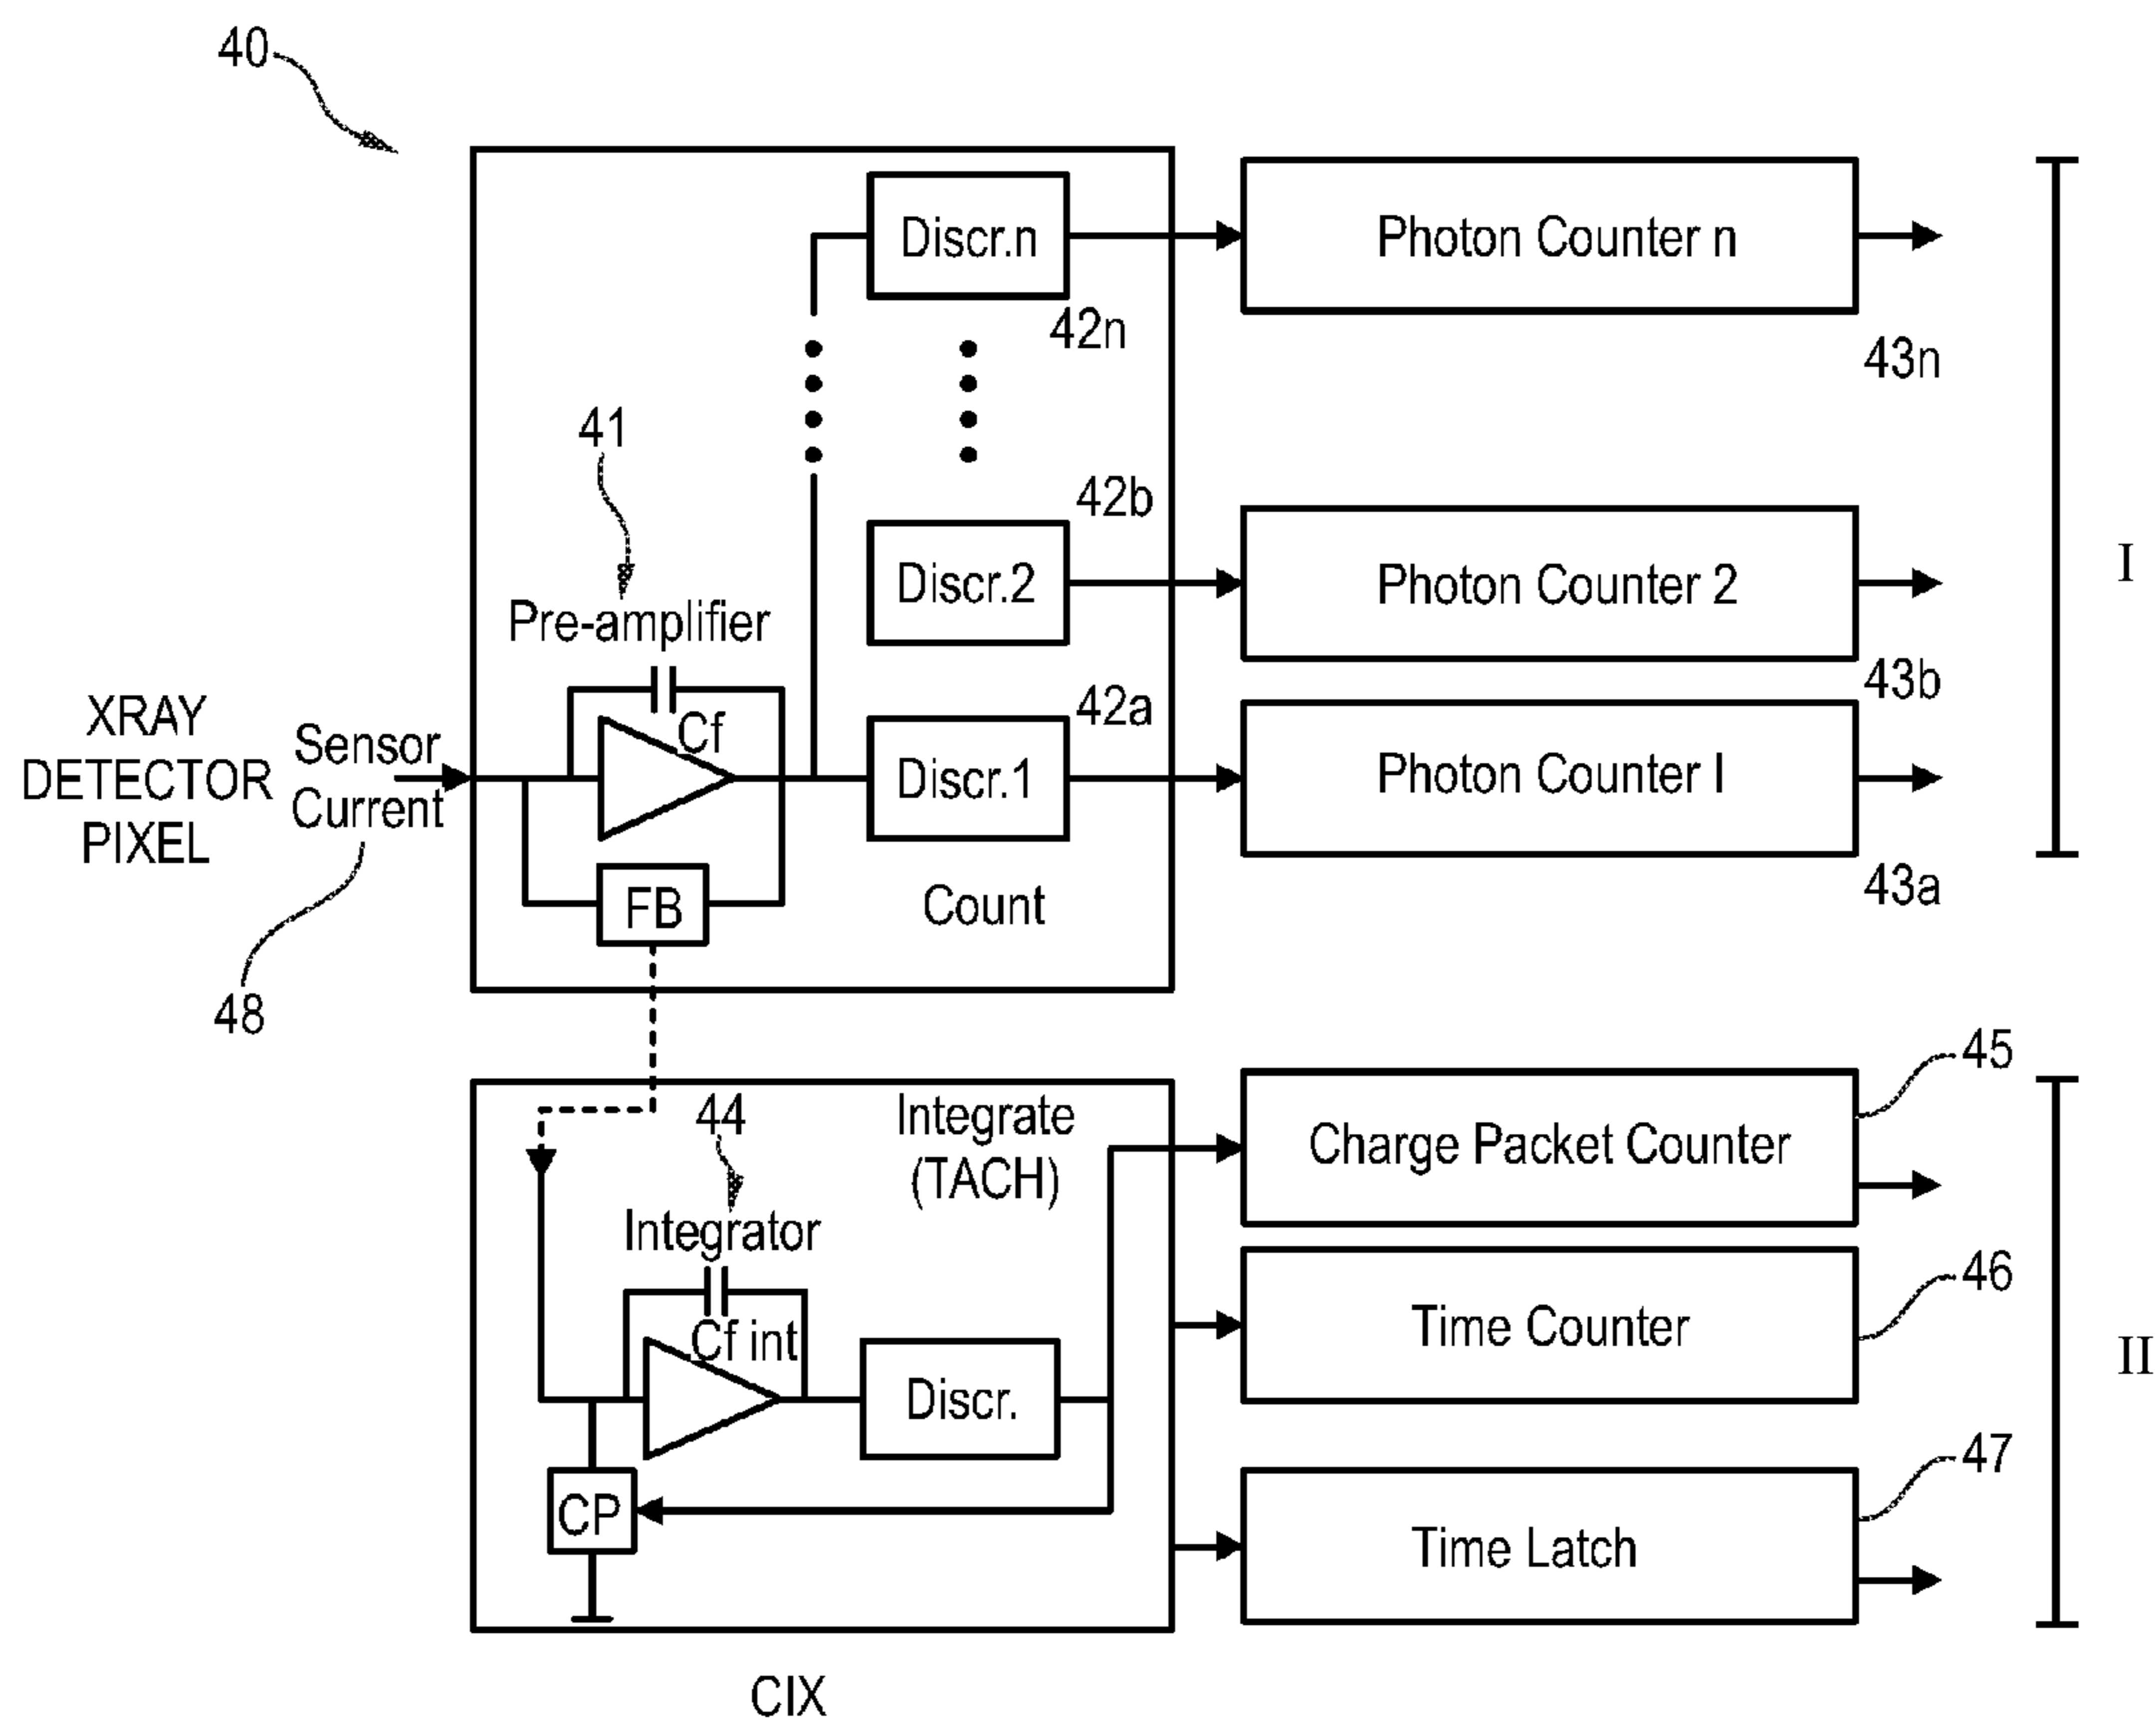 40
Discr.n
Photon Counter n
42n
43n
41
42b
Discr.2
Photon Counter 2
I
Pre-amplifier
43b
42a
Cf
XRAY
DETECTOR
PIXEL
Sensor
Current
Discr.1
Photon Counter I
43a
FB
Count
48
45
44
Integrate
(TACH)
Charge Packet Counter
Integrator
46
Cf int
Time Counter
II
Discr.
47
CP
Time Latch
CIX